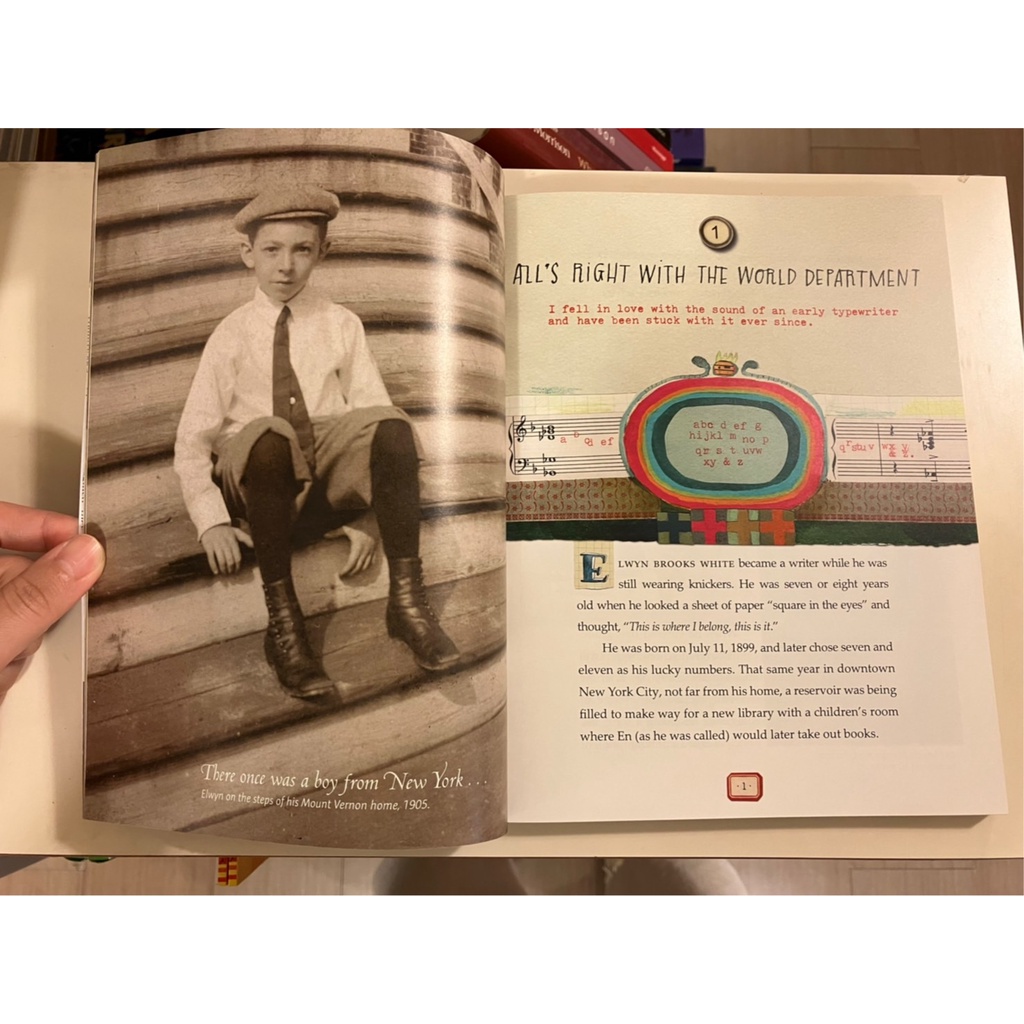 There once was a boy from New York . . .
Elwyn on the steps of his Mount Vernon home, 1905.
1
ALL'S RIGHT WITH THE WORLD DEPARTMENT
I fell in love with the sound of an early typewriter
and have been stuck with it ever since.
abc d ef g
hijkl m no p
qr s t uvw
xy & z
ELWYN BROOKS WHITE became a writer while he was
still wearing knickers. He was seven or eight years
old when he looked a sheet of paper “square in the eyes” and
thought, “This is where I belong, this is it.”
He was born on July 11, 1899, and later chose seven and
eleven as his lucky numbers. That same year in downtown
New York City, not far from his home, a reservoir was being
filled to make way for a new library with a children’s room
where En (as he was called) would later take out books.
· 1 ·